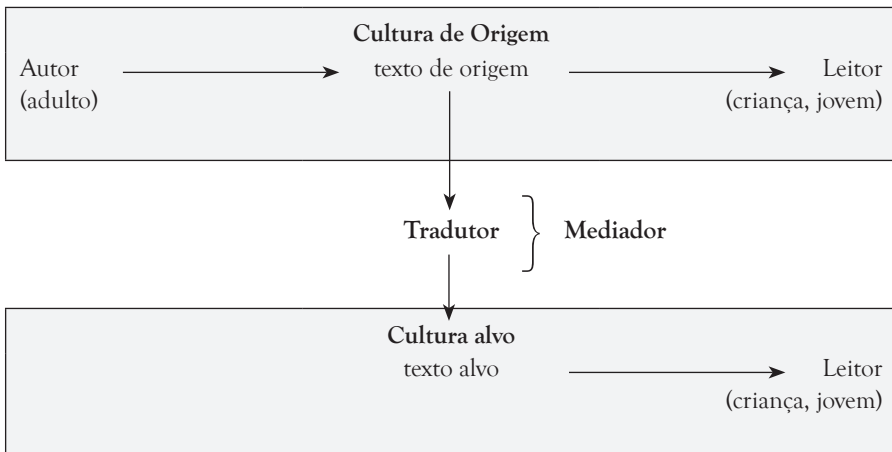 Cultura de Origem
Autor texto de origem Leitor
(adulto) (criança, jovem)
Tradutor Mediador
Cultura alvo
texto alvo Leitor
(criança, jovem)